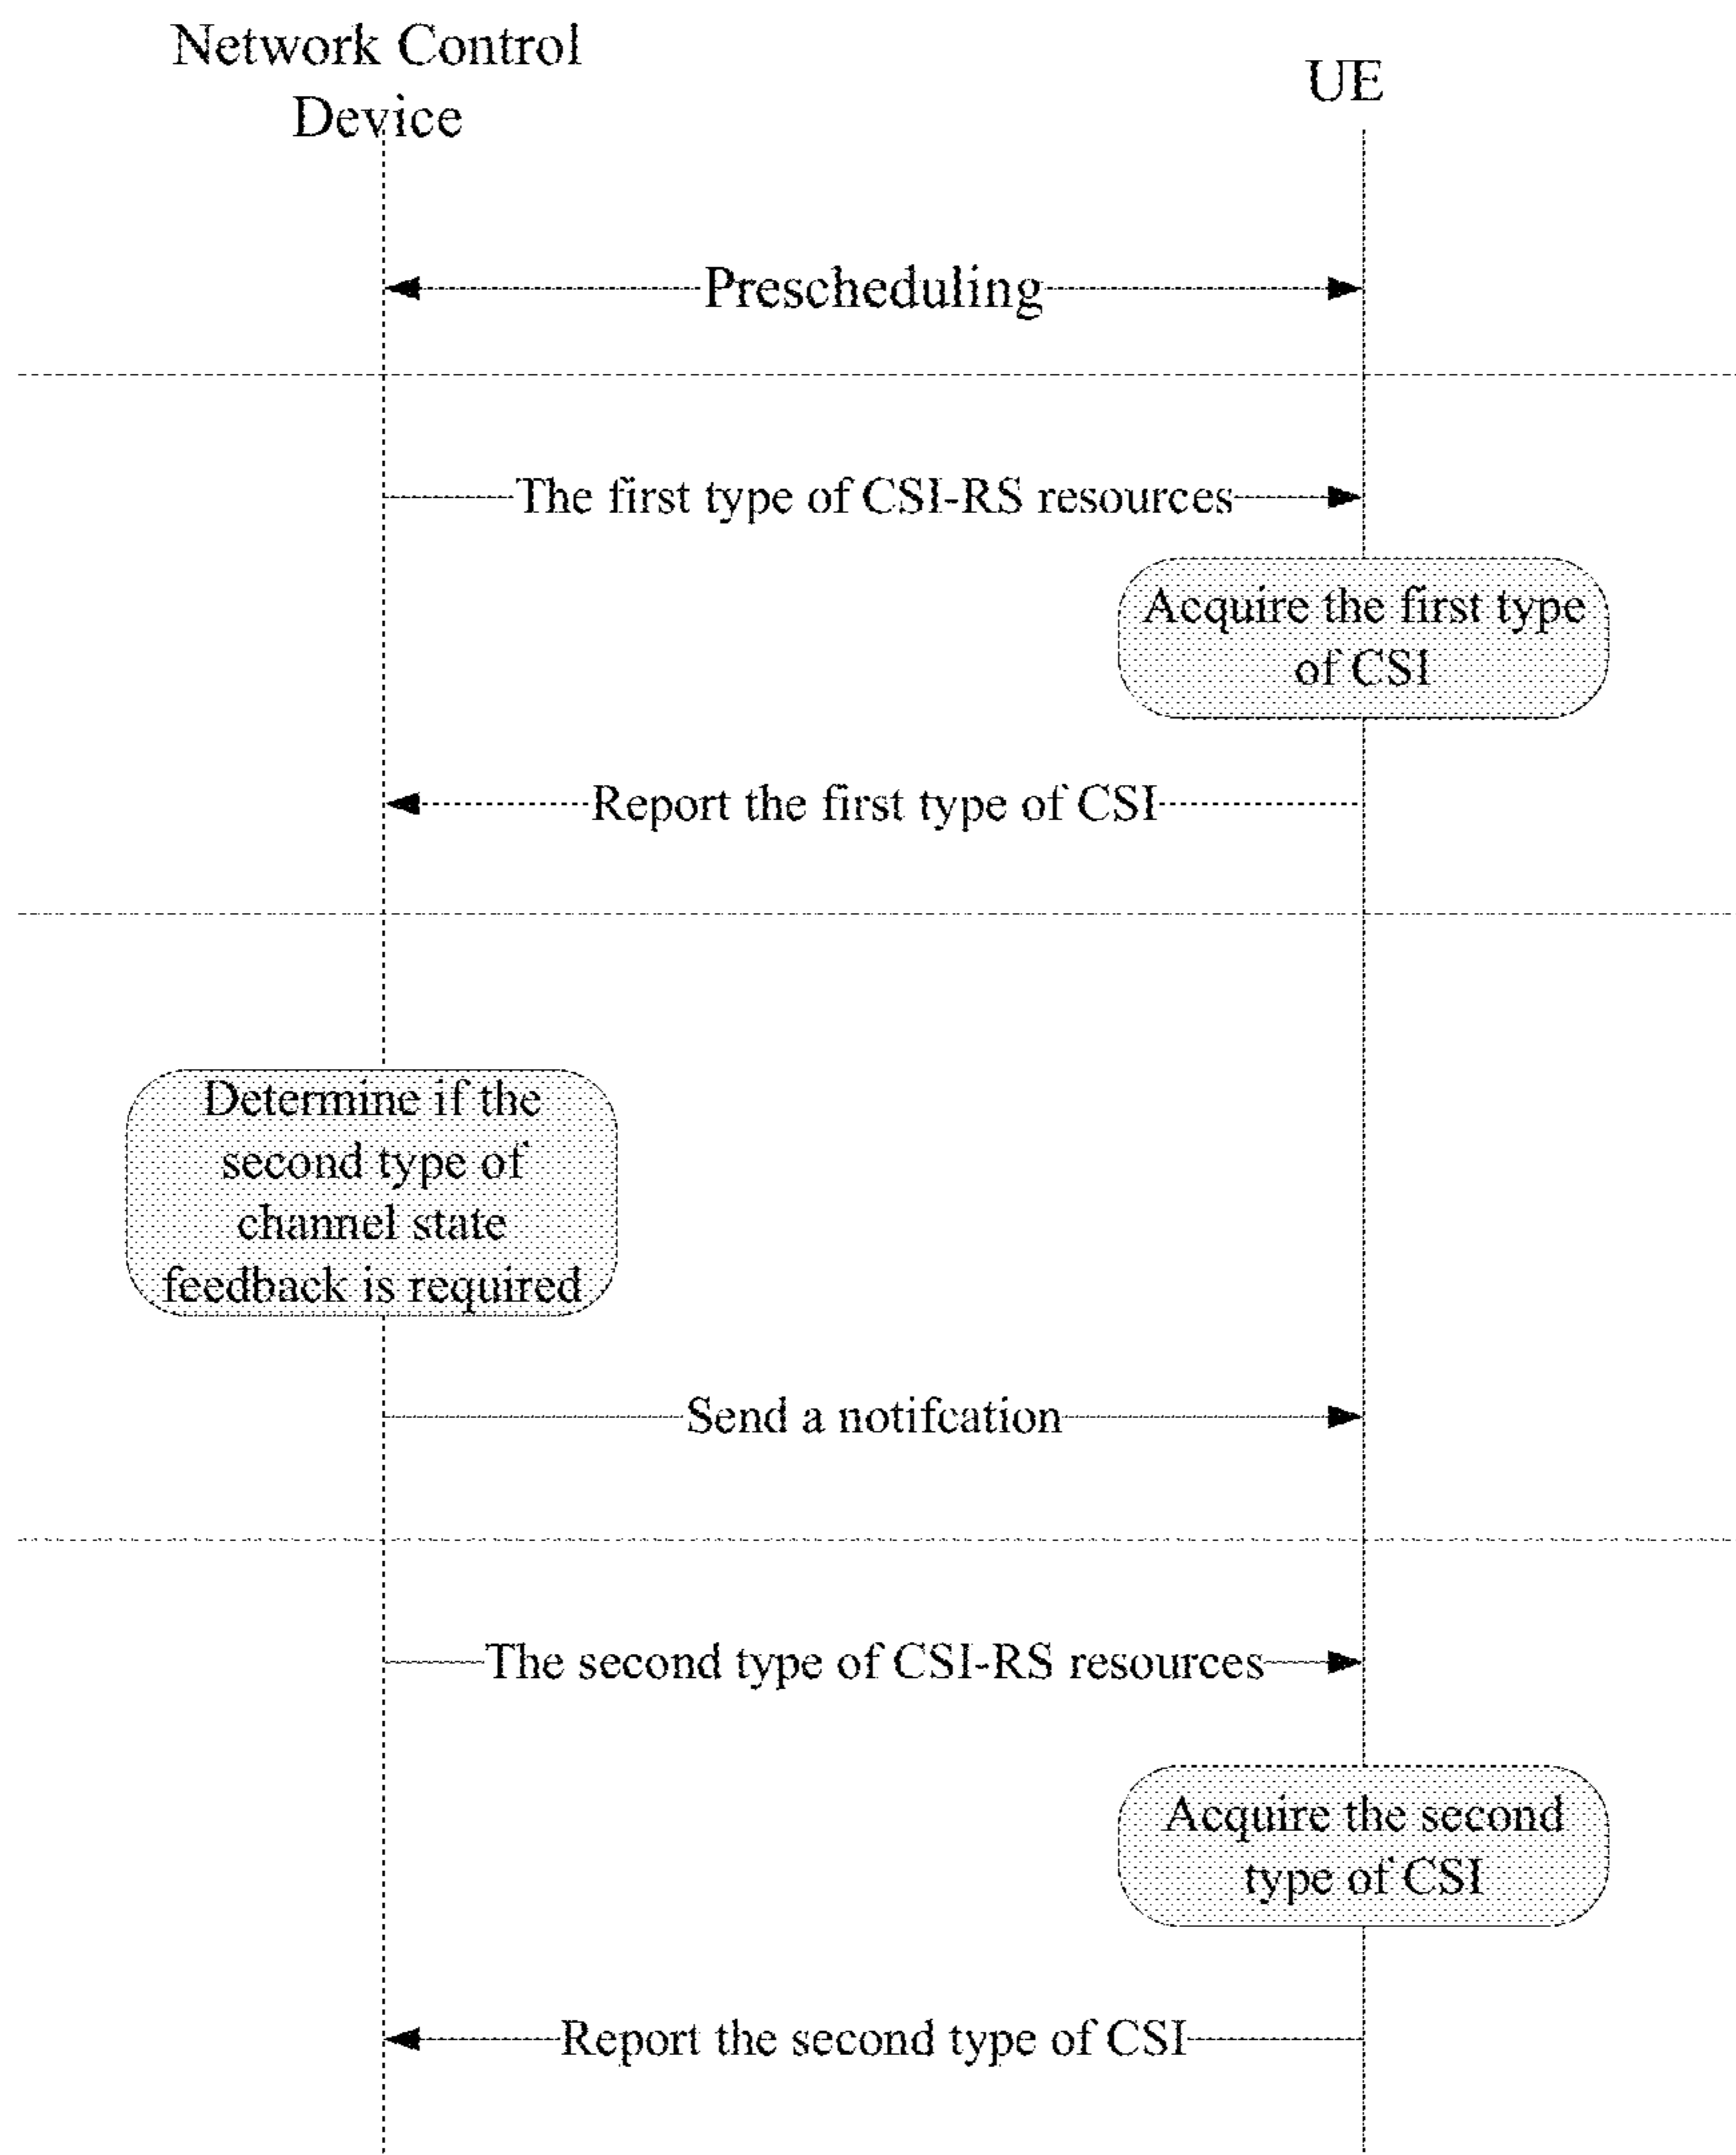 Network Control
Device
UE
Prescheduling
The first type of CSI-RS resources
Acquire the first type
of CSI
Report the first type of CSI
Determine if the
second type of
channel state
feedback is required
Send a notifcation
The second type of CSI-RS resources
Acquire the second
type of CSI
Report the second type of CSI